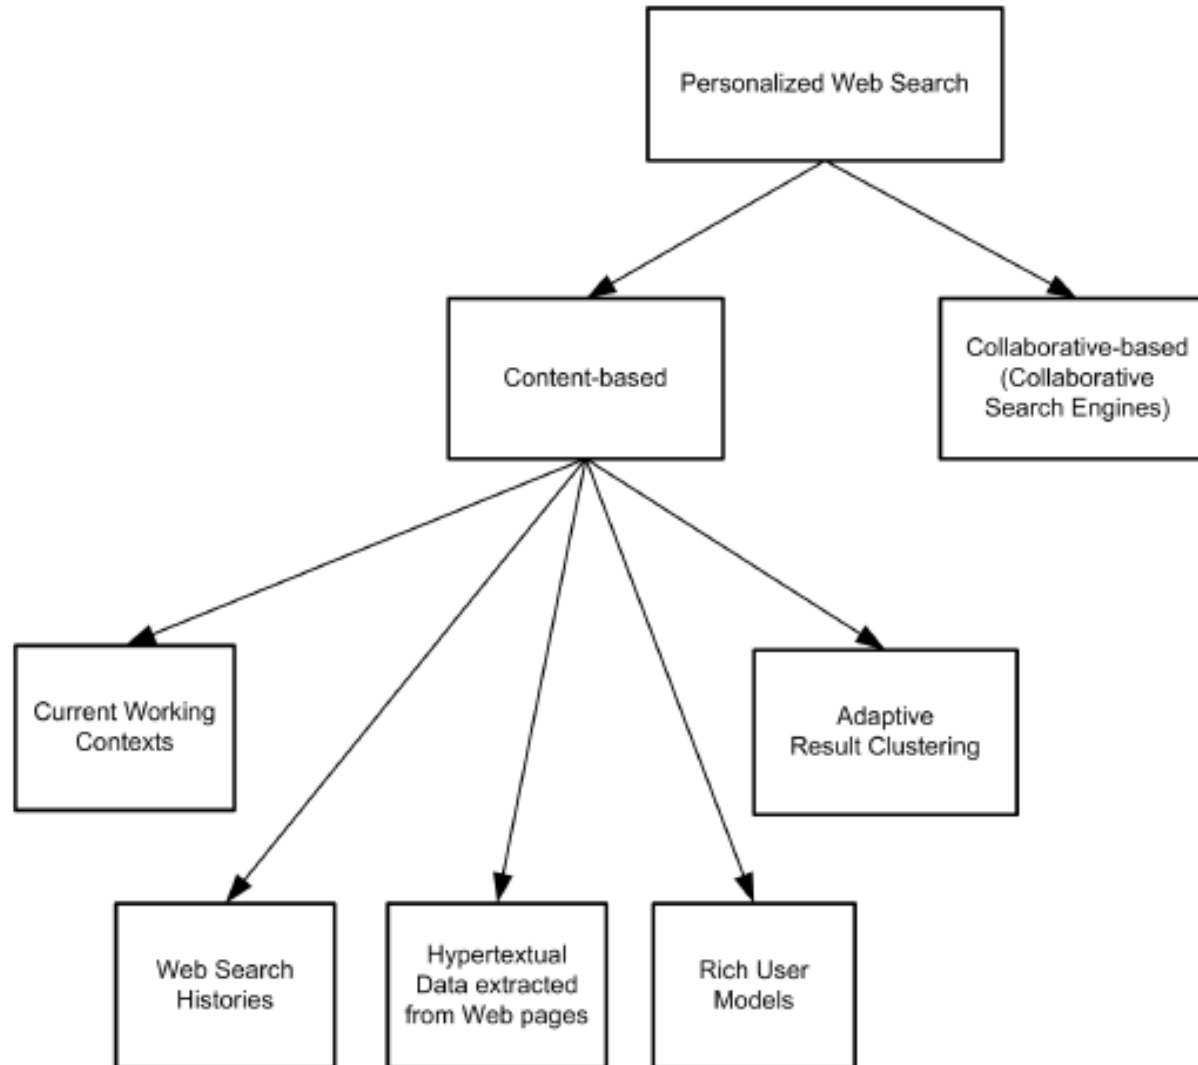 Personalized Web Search
Content-based
Collaborative-based
(Collaborative
Search Engines)
Current Working
Contexts
Adaptive
Result Clustering
Web Search
Histories
Hypertextual
Data extracted
from Web pages
Rich User
Models